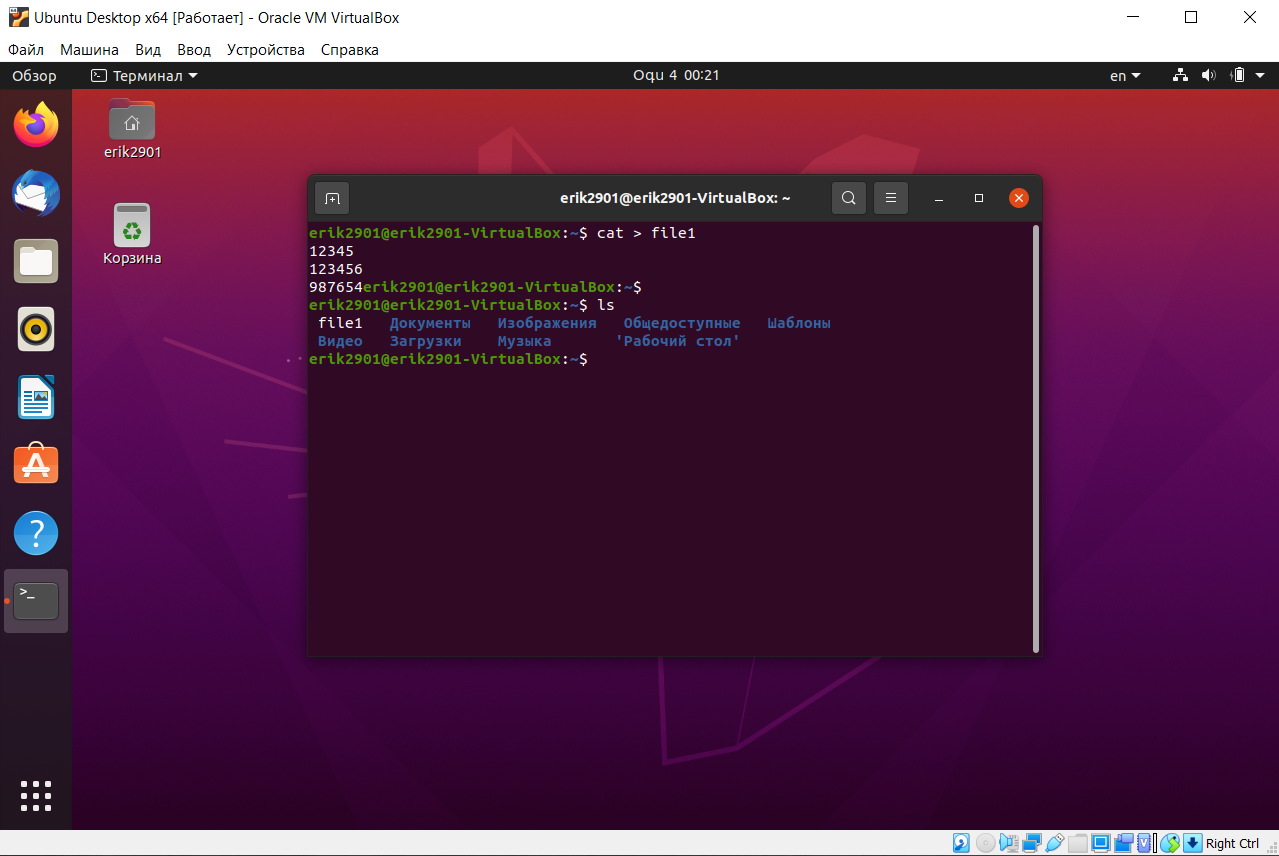 Ubuntu Desktop x64 [Работает] - Oracle VM VirtualBox
Файл Машина Вид Ввод Устройства Справка
Обзор Терминал Oqu 4 00:21 en
erik2901
Корзина
erik2901@erik2901-VirtualBox: ~
erik2901@erik2901-VirtualBox:~$ cat > file1
12345
123456
987654erik2901@erik2901-VirtualBox:~$
erik2901@erik2901-VirtualBox:~$ ls
file1 Документы Изображения Общедоступные Шаблоны
Видео Загрузки Музыка 'Рабочий стол'
erik2901@erik2901-VirtualBox:~$
Right Ctrl